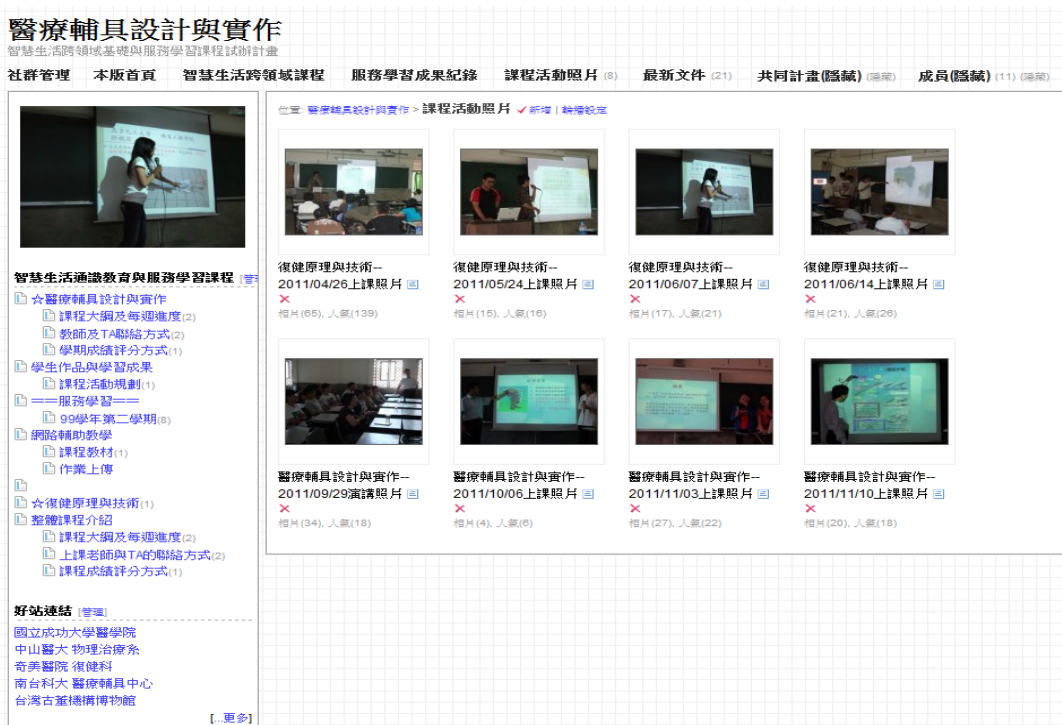 醫療輔具設計與實作
智慧生活跨領域基礎與服務學習課程試辦計畫
社群管理 本版首頁 智慧生活跨領域課程 服務學習成果紀錄 課程活動照片 (8) 最新文件 (21) 共同計畫(隱藏) (隱藏) 成員(隱藏) (11) (隱藏)
位置: 醫療輔具設計與實作 > 課程活動照片 新增 | 輪播設定
復健原理與技術--
2011/04/26上課照片
相片(65), 人氣(139)
復健原理與技術--
2011/05/24上課照片
相片(15), 人氣(16)
復健原理與技術--
2011/06/07上課照片
相片(17), 人氣(21)
復健原理與技術--
2011/06/14上課照片
相片(21), 人氣(26)
醫療輔具設計與實作--
2011/09/29演講照片
相片(34), 人氣(18)
醫療輔具設計與實作--
2011/10/06上課照片
相片(4), 人氣(6)
醫療輔具設計與實作--
2011/11/03上課照片
相片(27), 人氣(22)
醫療輔具設計與實作--
2011/11/10上課照片
相片(20), 人氣(18)
智慧生活通識教育與服務學習課程 [管
☆醫療輔具設計與實作
課程大綱及每週進度(2)
教師及TA聯絡方式(2)
學期成績評分方式(1)
學生作品與學習成果
課程活動規劃(1)
==服務學習==
99學年第二學期(8)
網路輔助教學
課程教材(1)
作業上傳
☆復健原理與技術(1)
整體課程介紹
課程大綱及每週進度(2)
上課老師與TA的聯絡方式(2)
課程成績評分方式(1)
好站連結 [管理]
國立成功大學醫學院
中山醫大 物理治療系
奇美醫院 復健科
南台科大 醫療輔具中心
台灣古董機構博物館
[...更多]